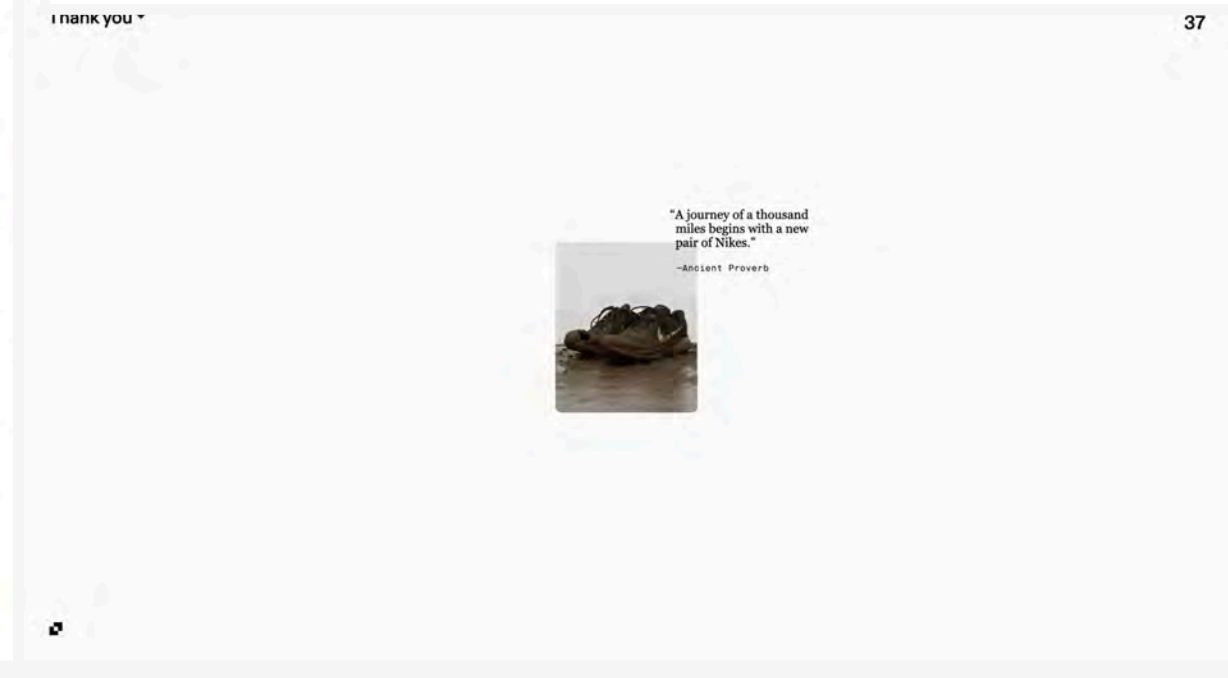 Thank you
37
“A journey of a thousand
miles begins with a new
pair of Nikes.”
—Ancient Proverb